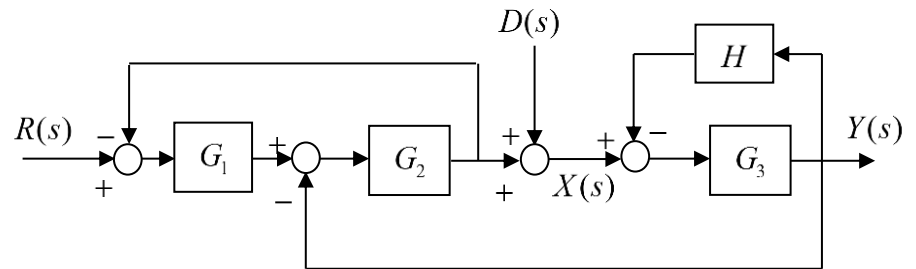 D(s)
H
R(s)
−
+
G₁
+
−
G₂
+
+
X(s)
+
−
G₃
Y(s)